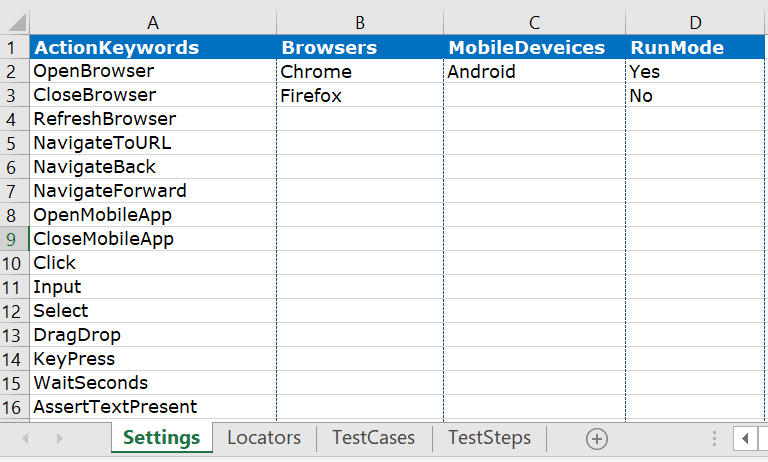 A B C D
1 ActionKeywords Browsers MobileDeveices RunMode
2 OpenBrowser Chrome Android Yes
3 CloseBrowser Firefox No
4 RefreshBrowser
5 NavigateToURL
6 NavigateBack
7 NavigateForward
8 OpenMobileApp
9 CloseMobileApp
10 Click
11 Input
12 Select
13 DragDrop
14 KeyPress
15 WaitSeconds
16 AssertTextPresent
Settings Locators TestCases TestSteps